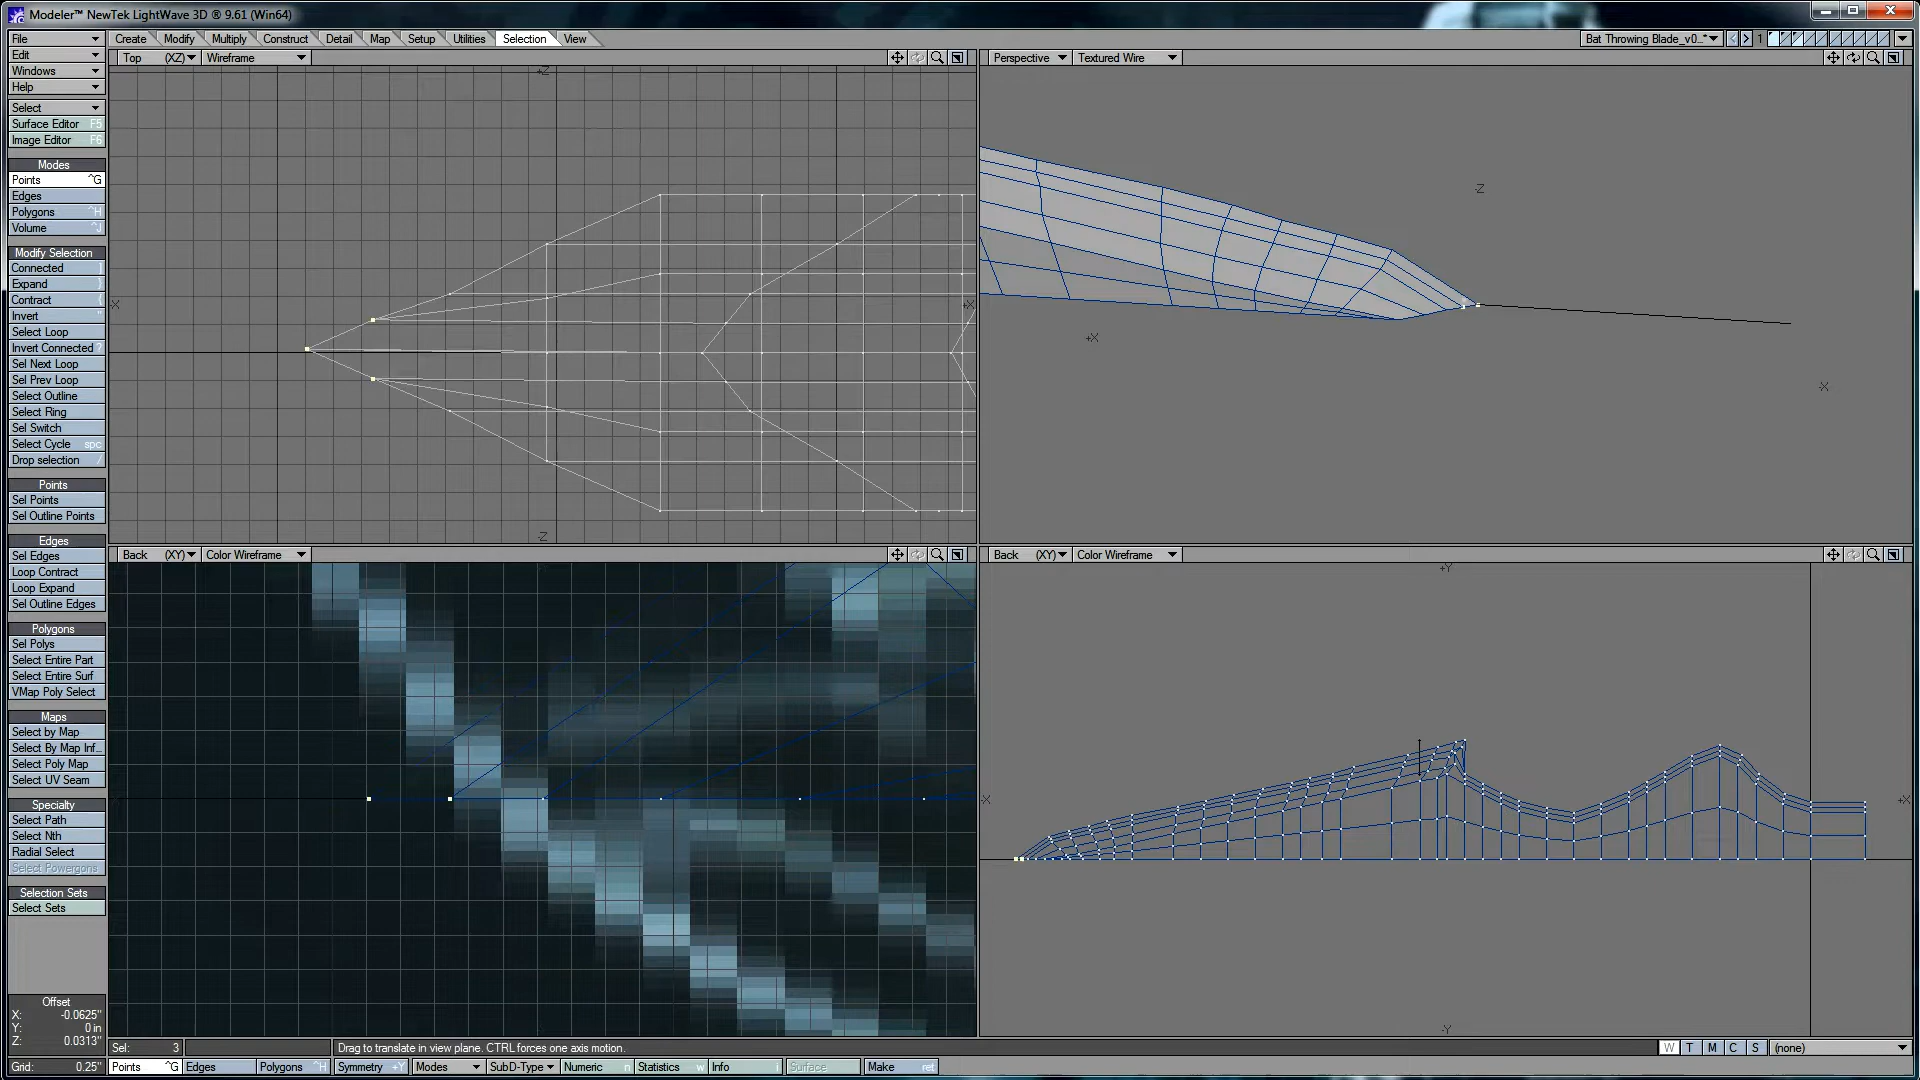 Modeler™ NewTek LightWave 3D ® 9.61 (Win64)
File
Create Modify Multiply Construct Detail Map Setup Utilities Selection View
Bat Throwing Blade_v0...* 1
Edit
Top (XZ) Wireframe
Perspective Textured Wire
Windows
Help
Select
Surface Editor F5
Image Editor F6
Modes
Points ^G
Edges
Polygons ^H
Volume ^J
Modify Selection
Connected ]
Expand }
Contract {
Invert "
Select Loop
Invert Connected ?
Sel Next Loop
Sel Prev Loop
Select Outline
Select Ring
Sel Switch
Select Cycle spc
Drop selection /
Points
Sel Points
Sel Outline Points
Edges
Sel Edges
Loop Contract
Loop Expand
Sel Outline Edges
Polygons
Sel Polys
Select Entire Part
Select Entire Surf
VMap Poly Select
Maps
Select by Map
Select By Map Inf...
Select Poly Map
Select UV Seam
Specialty
Select Path
Select Nth
Radial Select
Select Powergons
Selection Sets
Select Sets
Back (XY) Color Wireframe
Back (XY) Color Wireframe
+Z
-X
+X
-Z
-Z
+X
-X
+Y
-X
+X
-Y
Offset
X: -0.0625"
Y: 0 in
Z: 0.0313"
Grid: 0.25"
Sel: 3
Drag to translate in view plane. CTRL forces one axis motion.
W T M C S (none)
Points ^G Edges Polygons ^H Symmetry +Y Modes SubD-Type Numeric n Statistics w Info i Surface Make ret